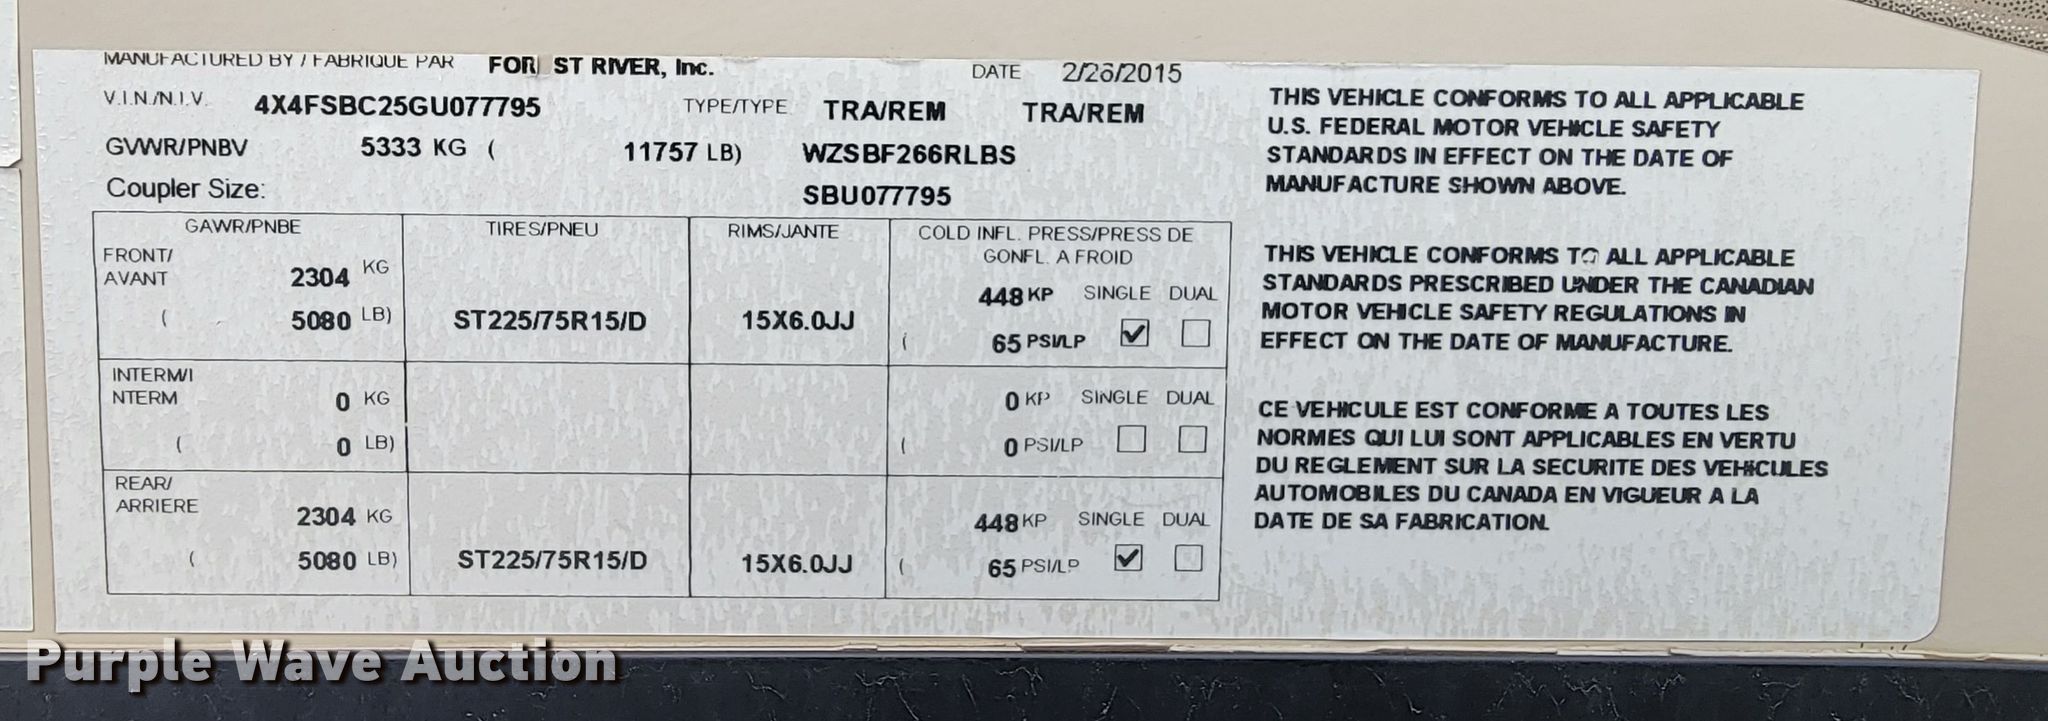 MANUFACTURED BY / FABRIQUE PAR FOR ST RIVER, Inc. DATE 2/26/2015
V.I.N./N.I.V. 4X4FSBC25GU077795 TYPE/TYPE TRA/REM TRA/REM
GVWR/PNBV 5333 KG ( 11757 LB) WZSBF266RLBS
Coupler Size: SBU077795
GAWR/PNBE TIRES/PNEU RIMS/JANTE COLD INFL. PRESS/PRESS DE
GONFL. A FROID
FRONT/
AVANT 2304 KG 448 KP SINGLE DUAL
( 5080 LB) ST225/75R15/D 15X6.0JJ ( 65 PSI/LP
INTERM/I
NTERM 0 KG 0 KP SINGLE DUAL
( 0 LB) ( 0 PSI/LP
REAR/
ARRIERE 2304 KG 448 KP SINGLE DUAL
( 5080 LB) ST225/75R15/D 15X6.0JJ ( 65 PSI/LP
THIS VEHICLE CONFORMS TO ALL APPLICABLE
U.S. FEDERAL MOTOR VEHICLE SAFETY
STANDARDS IN EFFECT ON THE DATE OF
MANUFACTURE SHOWN ABOVE.
THIS VEHICLE CONFORMS TO ALL APPLICABLE
STANDARDS PRESCRIBED UNDER THE CANADIAN
MOTOR VEHICLE SAFETY REGULATIONS IN
EFFECT ON THE DATE OF MANUFACTURE.
CE VEHICULE EST CONFORME A TOUTES LES
NORMES QUI LUI SONT APPLICABLES EN VERTU
DU REGLEMENT SUR LA SECURITE DES VEHICULES
AUTOMOBILES DU CANADA EN VIGUEUR A LA
DATE DE SA FABRICATION.
Purple Wave Auction